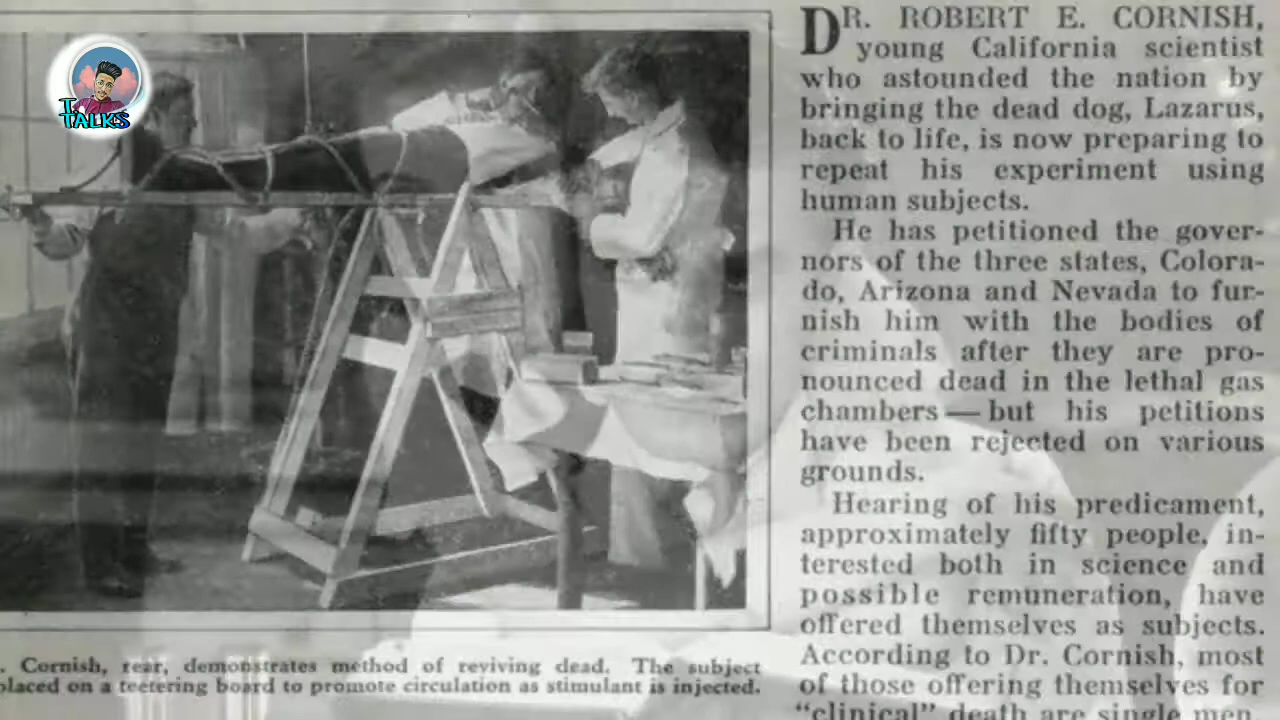 TALKS
DR. ROBERT E. CORNISH,
young California scientist
who astounded the nation by
bringing the dead dog, Lazarus,
back to life, is now preparing to
repeat his experiment using
human subjects.
He has petitioned the gover-
nors of the three states, Colora-
do, Arizona and Nevada to fur-
nish him with the bodies of
criminals after they are pro-
nounced dead in the lethal gas
chambers—but his petitions
have been rejected on various
grounds.
Hearing of his predicament,
approximately fifty people, in-
terested both in science and
possible remuneration, have
offered themselves as subjects.
According to Dr. Cornish, most
of those offering themselves for
“clinical” death are single men,
. Cornish, rear, demonstrates method of reviving dead. The subject
placed on a teetering board to promote circulation as stimulant is injected.